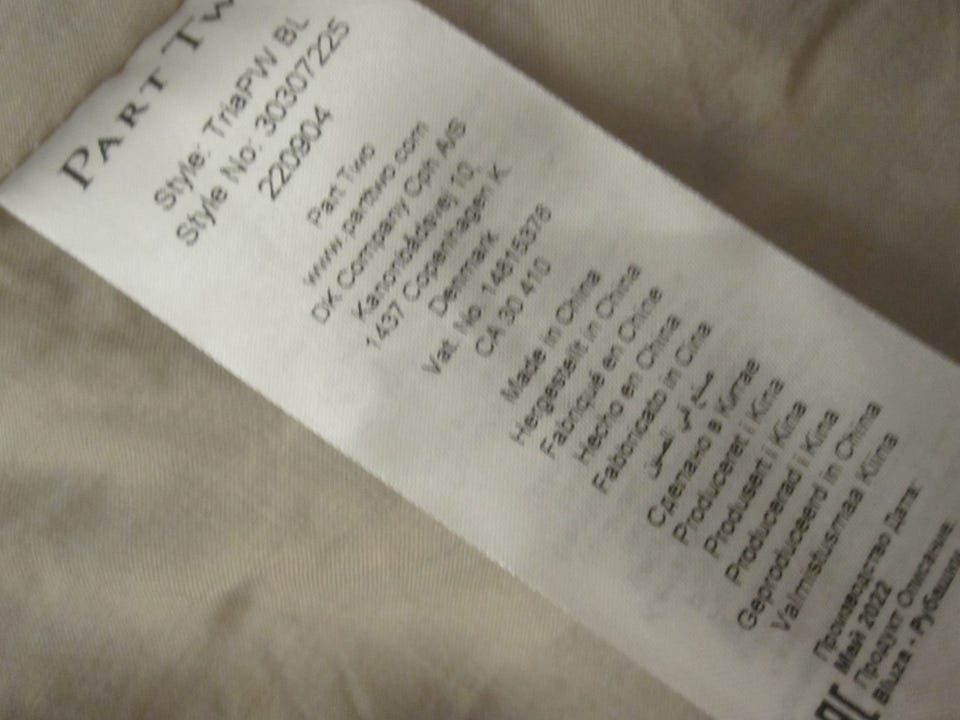 PART TW
Style: TriaPW BL
Style No: 30307225
220904
Part Two
www.parttwo.com
DK Company Cph A/S
Kanonbådsvej 10
1437 Copenhagen K
Denmark
Vat. No. 14815376
CA 30 410
Made in China
Hergestellt in China
Fabriqué en Chine
Hecho en China
Fabbricato in Cina
صنع في الصين
Сделано в Китае
Produceret i Kina
Produsert i Kina
Producerad i Kina
Geproduceerd in China
Valmistusmaa Kiina
Производство Дата:
Май 2022
Продукт Описание:
Bluza - Рубашки